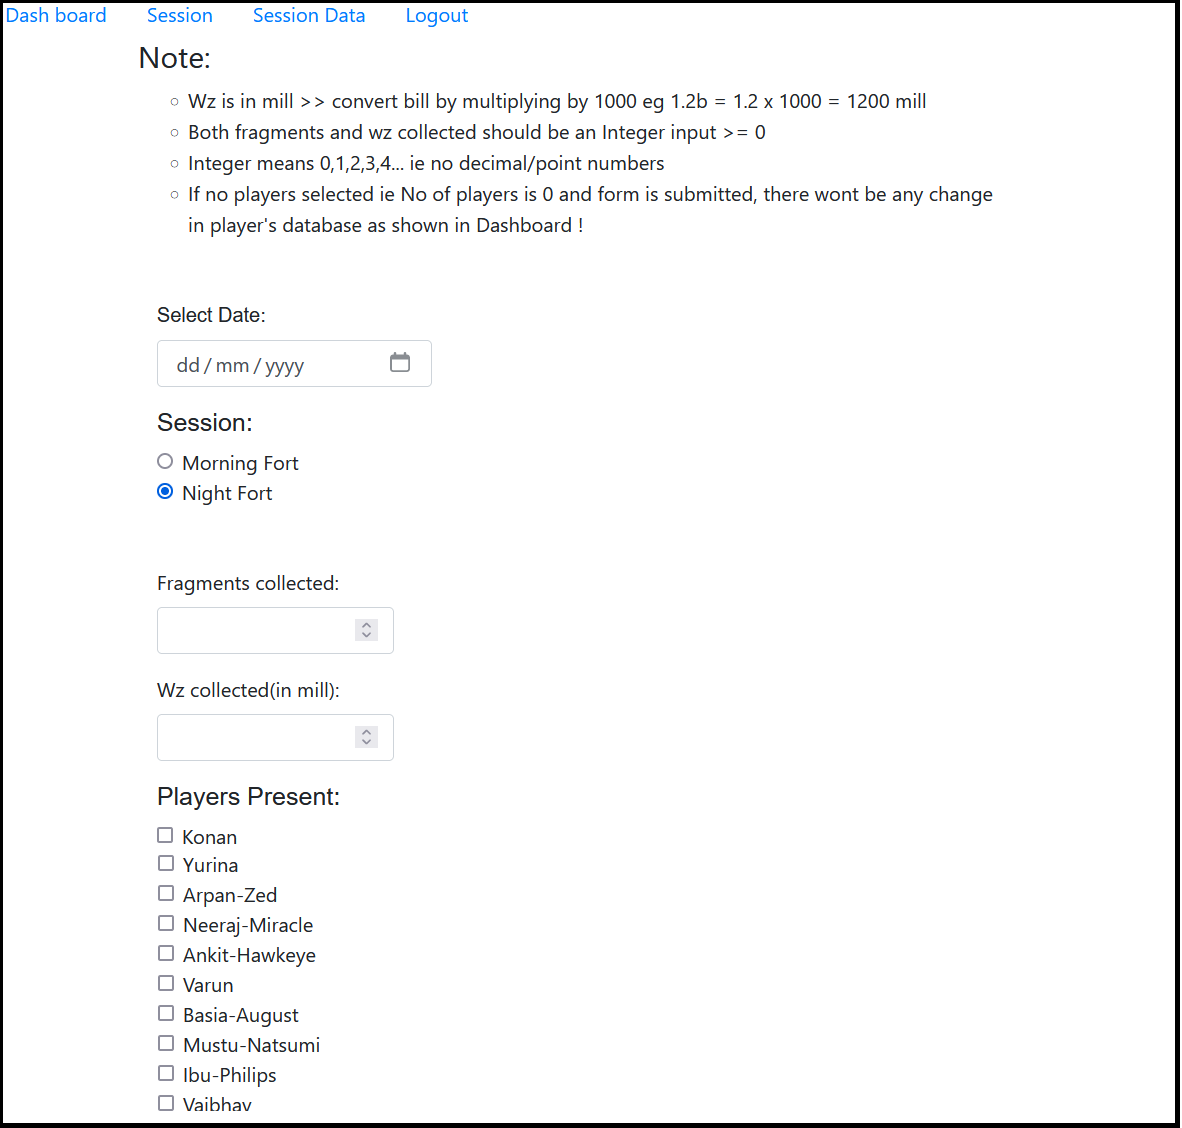 Dash board Session Session Data Logout
Note:
Wz is in mill >> convert bill by multiplying by 1000 eg 1.2b = 1.2 x 1000 = 1200 mill
Both fragments and wz collected should be an Integer input >= 0
Integer means 0,1,2,3,4... ie no decimal/point numbers
If no players selected ie No of players is 0 and form is submitted, there wont be any change
in player's database as shown in Dashboard !
Select Date:
dd/mm/yyyy
Session:
Morning Fort
Night Fort
Fragments collected:
Wz collected(in mill):
Players Present:
Konan
Yurina
Arpan-Zed
Neeraj-Miracle
Ankit-Hawkeye
Varun
Basia-August
Mustu-Natsumi
Ibu-Philips
Vaibhav